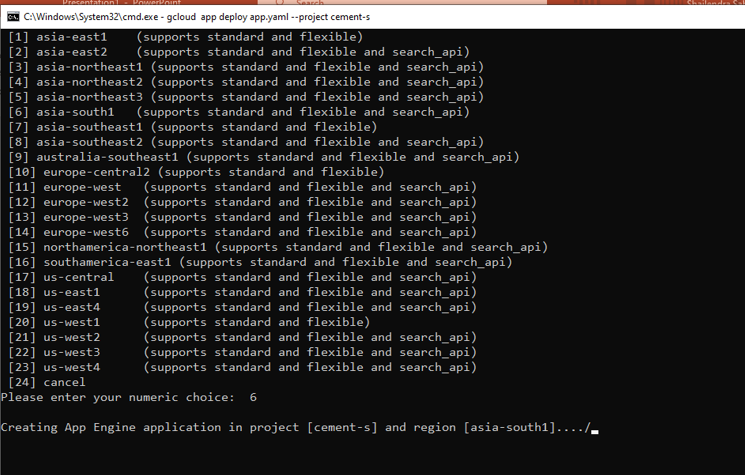 Presentation1 - PowerPoint
Search
C:\Windows\System32\cmd.exe - gcloud app deploy app.yaml --project cement-s
[1] asia-east1    (supports standard and flexible)
[2] asia-east2    (supports standard and flexible and search_api)
[3] asia-northeast1 (supports standard and flexible and search_api)
[4] asia-northeast2 (supports standard and flexible and search_api)
[5] asia-northeast3 (supports standard and flexible and search_api)
[6] asia-south1   (supports standard and flexible and search_api)
[7] asia-southeast1 (supports standard and flexible)
[8] asia-southeast2 (supports standard and flexible and search_api)
[9] australia-southeast1 (supports standard and flexible and search_api)
[10] europe-central2 (supports standard and flexible)
[11] europe-west   (supports standard and flexible and search_api)
[12] europe-west2  (supports standard and flexible and search_api)
[13] europe-west3  (supports standard and flexible and search_api)
[14] europe-west6  (supports standard and flexible and search_api)
[15] northamerica-northeast1 (supports standard and flexible and search_api)
[16] southamerica-east1 (supports standard and flexible and search_api)
[17] us-central    (supports standard and flexible and search_api)
[18] us-east1      (supports standard and flexible and search_api)
[19] us-east4      (supports standard and flexible and search_api)
[20] us-west1      (supports standard and flexible)
[21] us-west2      (supports standard and flexible and search_api)
[22] us-west3      (supports standard and flexible and search_api)
[23] us-west4      (supports standard and flexible and search_api)
[24] cancel
Please enter your numeric choice:  6
Creating App Engine application in project [cement-s] and region [asia-south1]..../